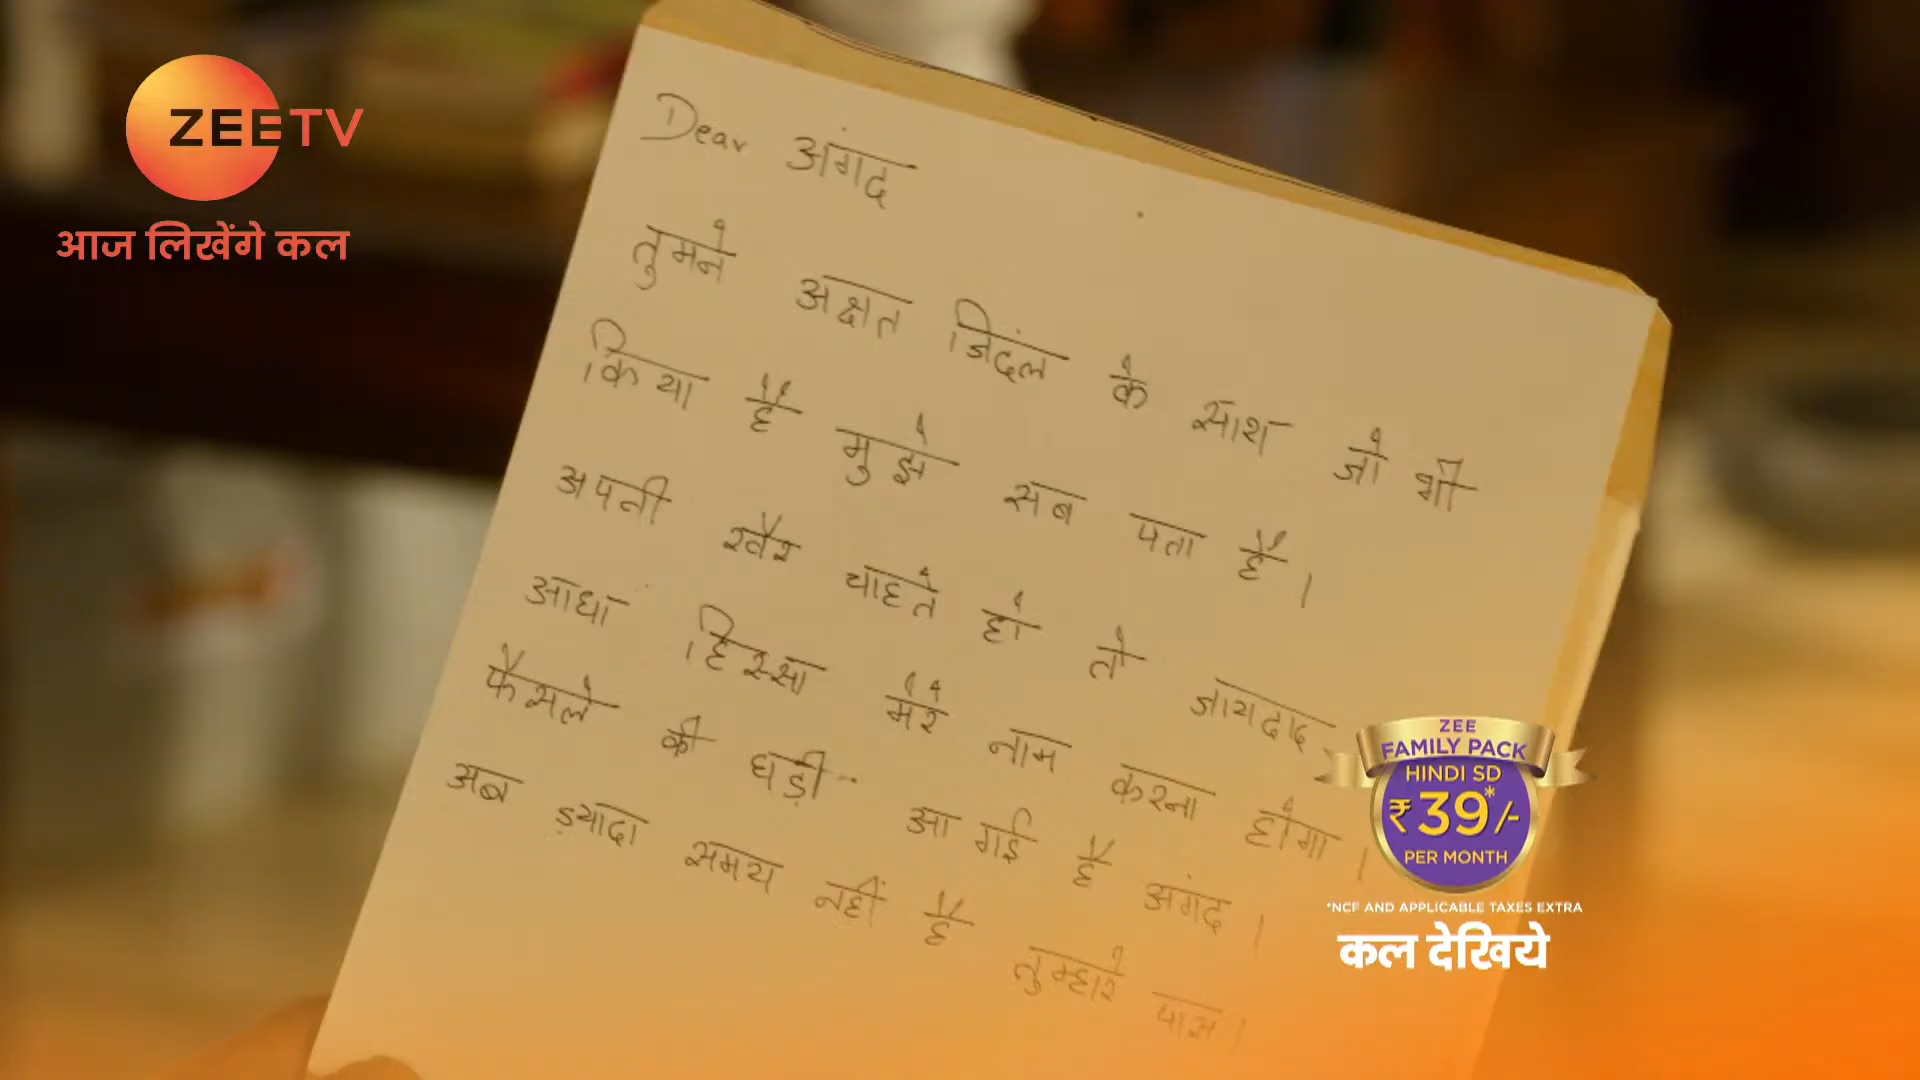 ZEETV
आज लिखेंगे कल
Dear अंगद
तुमने अक्षत जिदंल के साथ जो भी
किया है मुझे सब पता है।
अपनी खैर चाहते हो तो जायदाद
आधा हिस्सा मेरे नाम करना होगा।
फैसले की घड़ी आ गई है अंगद।
अब ड़यादा समय नहीं है तुम्हारे पास।
ZEE
FAMILY PACK
HINDI SD
₹39*/-
PER MONTH
*NCF AND APPLICABLE TAXES EXTRA
कल देखिये